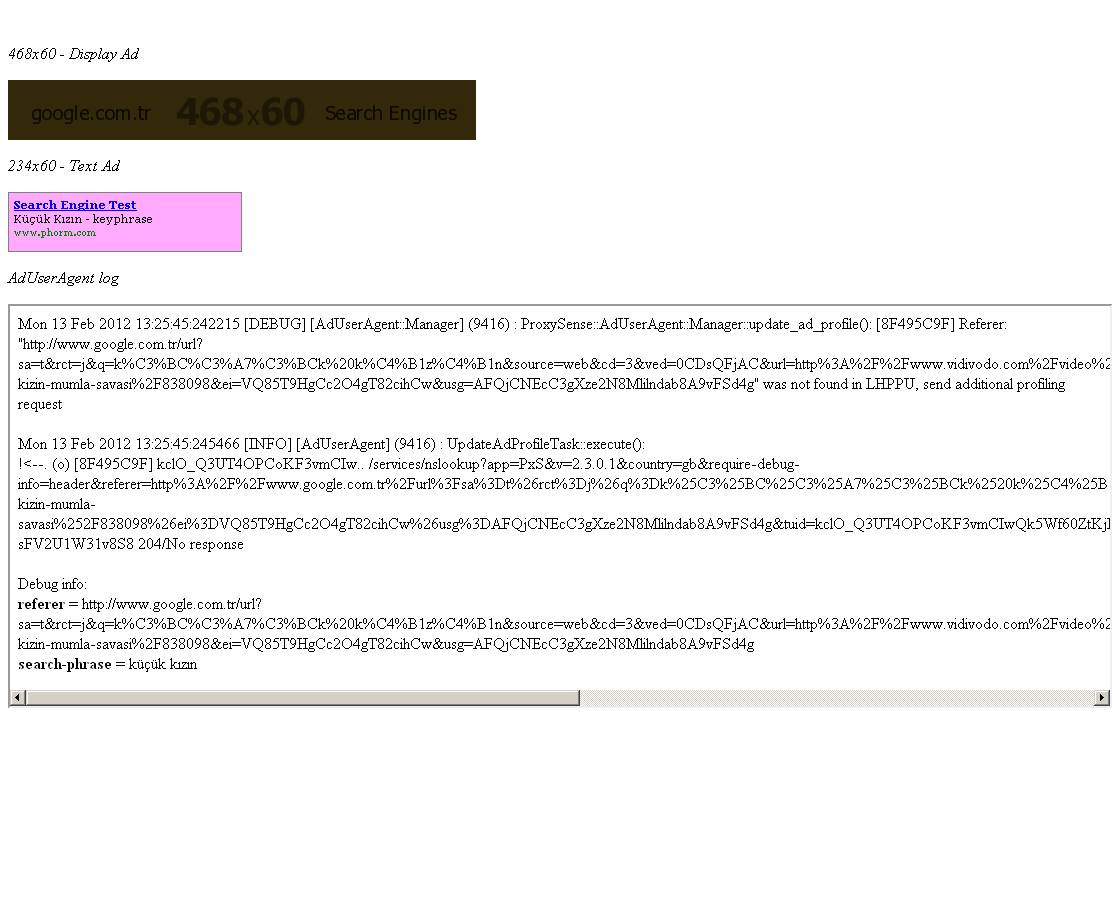 468x60 - Display Ad
google.com.tr 468x60 Search Engines
234x60 - Text Ad
Search Engine Test
Küçük Kızın - keyphrase
www.phorm.com
AdUserAgent log
Mon 13 Feb 2012 13:25:45:242215 [DEBUG] [AdUserAgent::Manager] (9416) : ProxySense::AdUserAgent::Manager::update_ad_profile(): [8F495C9F] Referer:
"http://www.google.com.tr/url?
sa=t&rct=j&q=k%C3%BC%C3%A7%C3%BCk%20k%C4%B1z%C4%B1n&source=web&cd=3&ved=0CDsQFjAC&url=http%3A%2F%2Fwww.vidivodo.com%2Fvideo%2
kizin-mumla-savasi%2F838098&ei=VQ85T9HgCc2O4gT82cihCw&usg=AFQjCNEcC3gXze2N8Mlilndab8A9vFSd4g" was not found in LHPPU, send additional profiling
request
Mon 13 Feb 2012 13:25:45:245466 [INFO] [AdUserAgent] (9416) : UpdateAdProfileTask::execute():
!<--. (o) [8F495C9F] kclO_Q3UT4OPCoKF3vmCIw.. /services/nslookup?app=PxS&v=2.3.0.1&country=gb&require-debug-
info=header&referer=http%3A%2F%2Fwww.google.com.tr%2Furl%3Fsa%3Dt%26rct%3Dj%26q%3Dk%25C3%25BC%25C3%25A7%25C3%25BCk%2520k%25C4%25B
kizin-mumla-
savasi%252F838098%26ei%3DVQ85T9HgCc2O4gT82cihCw%26usg%3DAFQjCNEcC3gXze2N8Mlilndab8A9vFSd4g&tuid=kclO_Q3UT4OPCoKF3vmCIwQk5Wf60ZtKj
sFV2U1W31v8S8 204/No response
Debug info:
referer = http://www.google.com.tr/url?
sa=t&rct=j&q=k%C3%BC%C3%A7%C3%BCk%20k%C4%B1z%C4%B1n&source=web&cd=3&ved=0CDsQFjAC&url=http%3A%2F%2Fwww.vidivodo.com%2Fvideo%2
kizin-mumla-savasi%2F838098&ei=VQ85T9HgCc2O4gT82cihCw&usg=AFQjCNEcC3gXze2N8Mlilndab8A9vFSd4g
search-phrase = küçük kızın